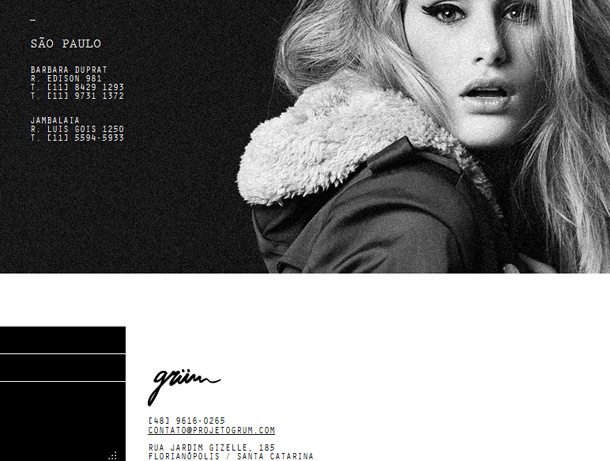 –
SÃO PAULO
BARBARA DUPRAT
R. EDISON 981
T. [11] 8429 1293
T. [11] 9731 1372
JAMBALAIA
R. LUIS GOIS 1250
T. [11] 5594-5933
grüm
[48] 9616-0265
CONTATO@PROJETOGRUM.COM
RUA JARDIM GIZELLE, 185
FLORIANÓPOLIS / SANTA CATARINA